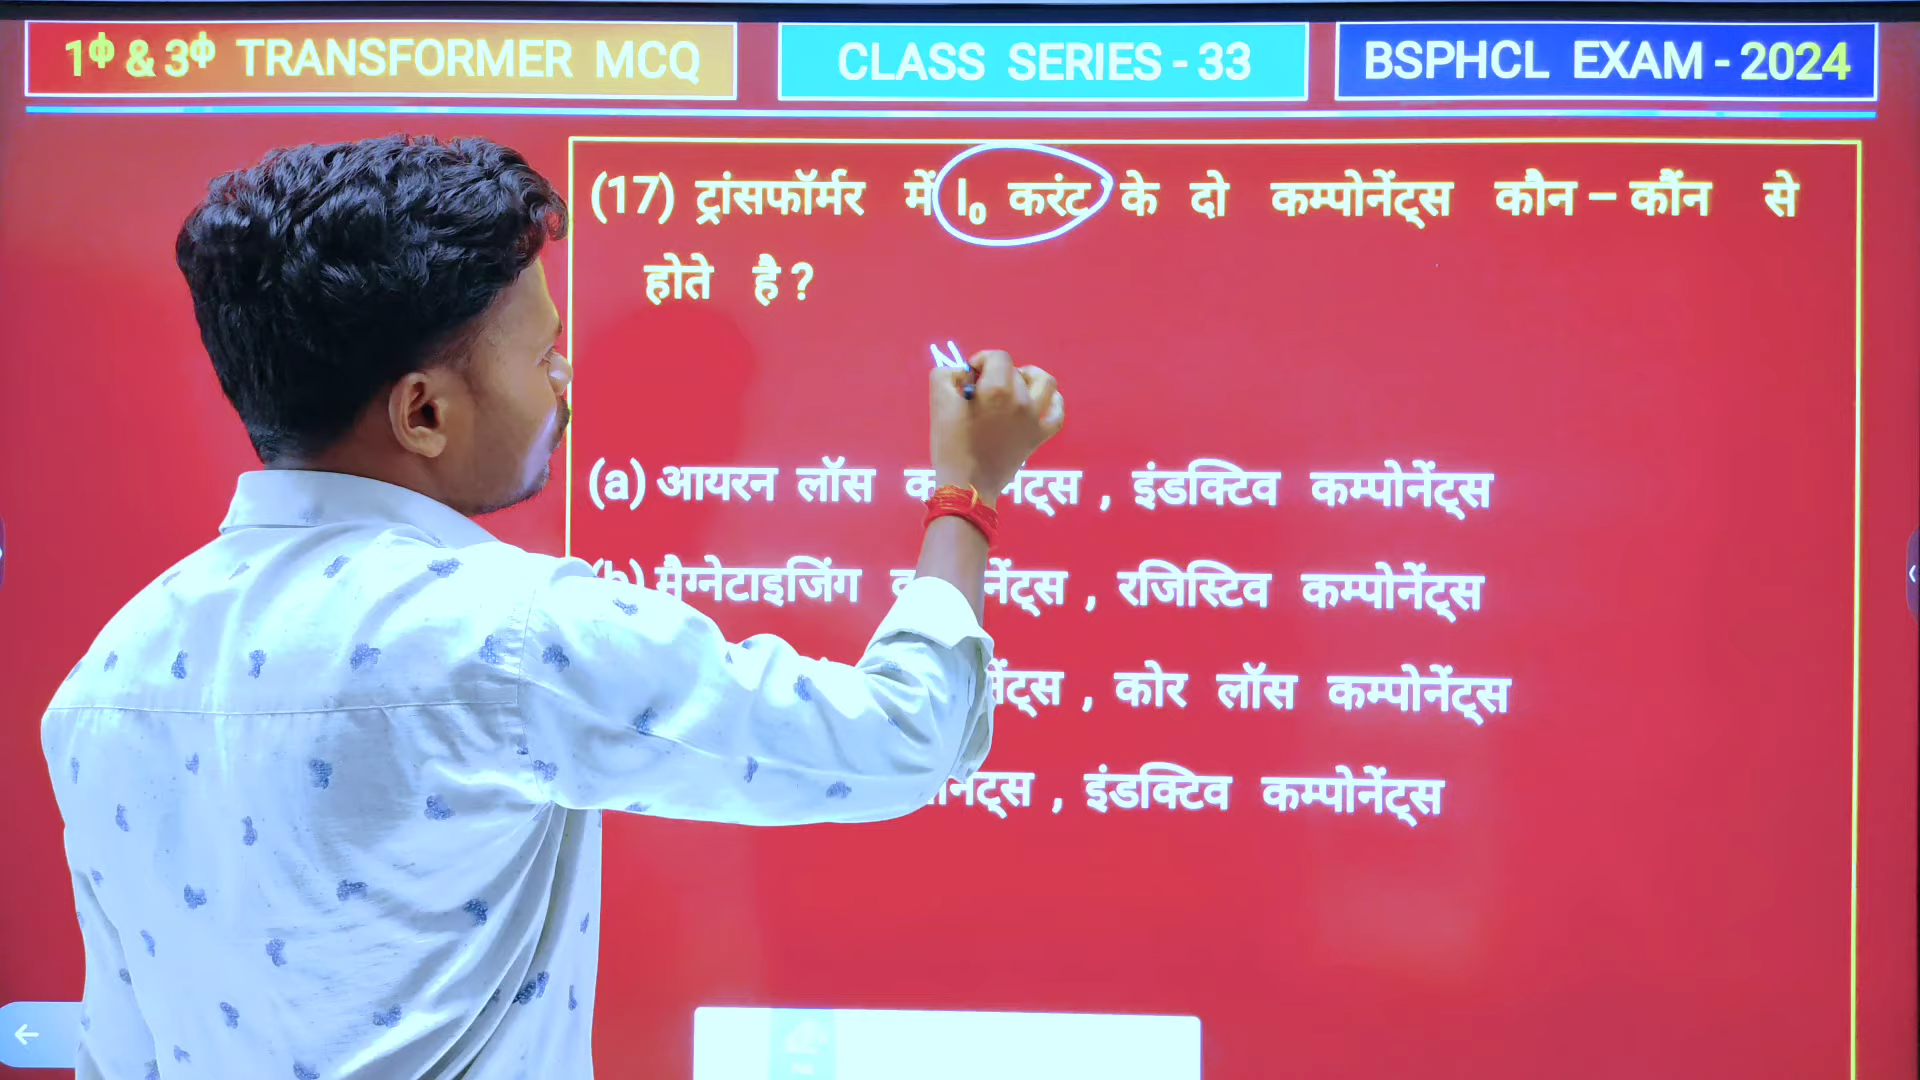 1ϕ & 3ϕ TRANSFORMER MCQ
CLASS SERIES - 33
BSPHCL EXAM - 2024
(17) ट्रांसफॉर्मर में I₀ करंट के दो कम्पोनेंट्स कौन – कौंन से
होते है ?
N
(a) आयरन लॉस , इंडक्टिव कम्पोनेंट्स
(b) मैग्नेटाइजिंग , रजिस्टिव कम्पोनेंट्स
, कोर लॉस कम्पोनेंट्स
, इंडक्टिव कम्पोनेंट्स